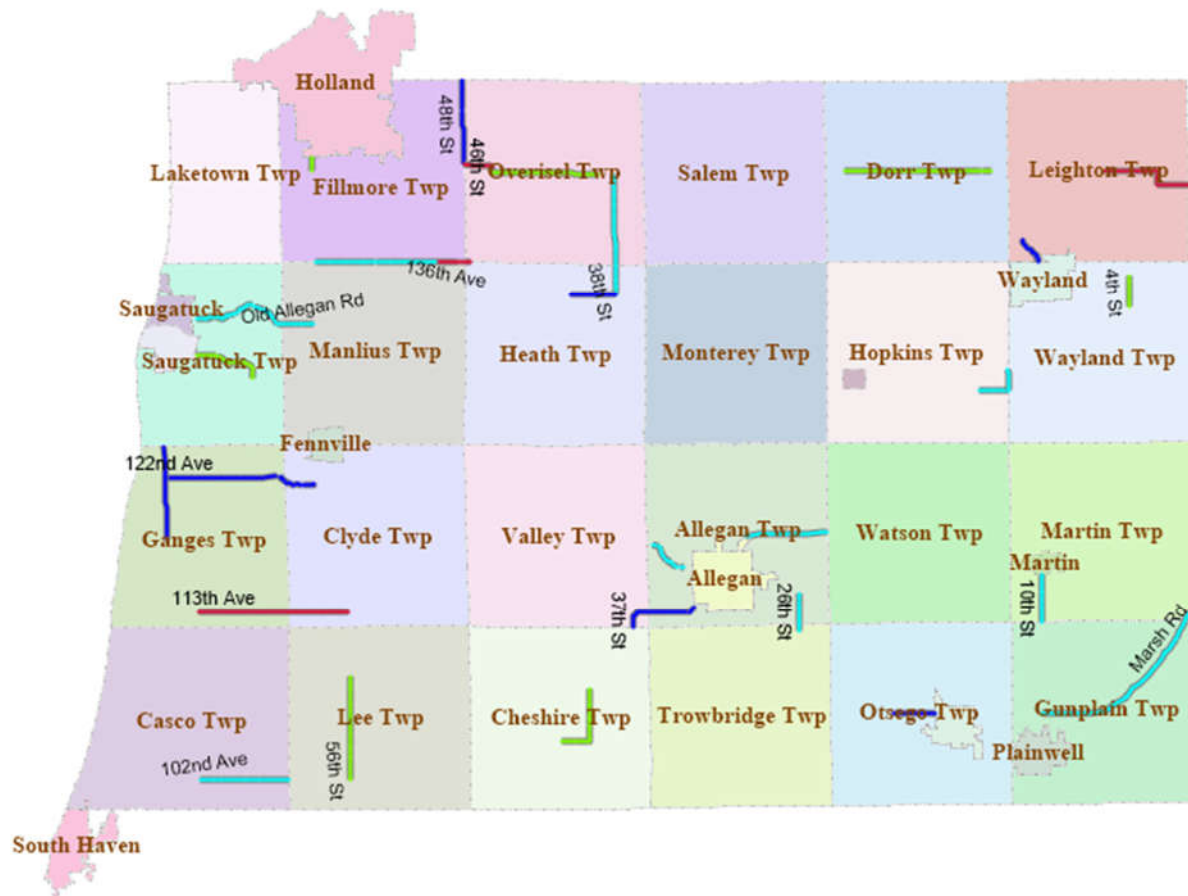 Holland
48th St
46th St
Laketown Twp
Fillmore Twp
Overisel Twp
Salem Twp
Dorr Twp
Leighton Twp
136th Ave
38th St
Wayland
4th St
Saugatuck
Old Allegan Rd
Saugatuck Twp
Manlius Twp
Heath Twp
Monterey Twp
Hopkins Twp
Wayland Twp
Fennville
122nd Ave
Ganges Twp
Clyde Twp
Valley Twp
Allegan Twp
Watson Twp
Martin Twp
Martin
Allegan
113th Ave
37th St
26th St
10th St
Marsh Rd
Casco Twp
Lee Twp
Cheshire Twp
Trowbridge Twp
Otsego Twp
Gunplain Twp
Plainwell
102nd Ave
56th St
South Haven